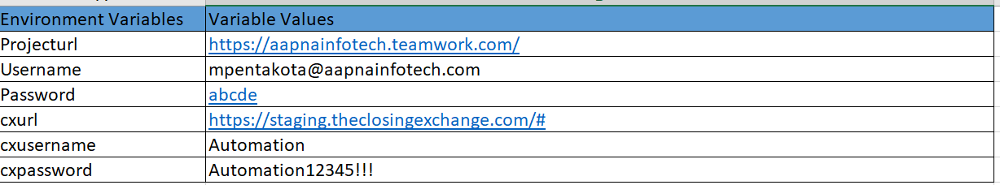 Environment Variables Variable Values
Projecturl https://aapnainfotech.teamwork.com/
Username mpentakota@aapnainfotech.com
Password abcde
cxurl https://staging.theclosingexchange.com/#
cxusername Automation
cxpassword Automation12345!!!